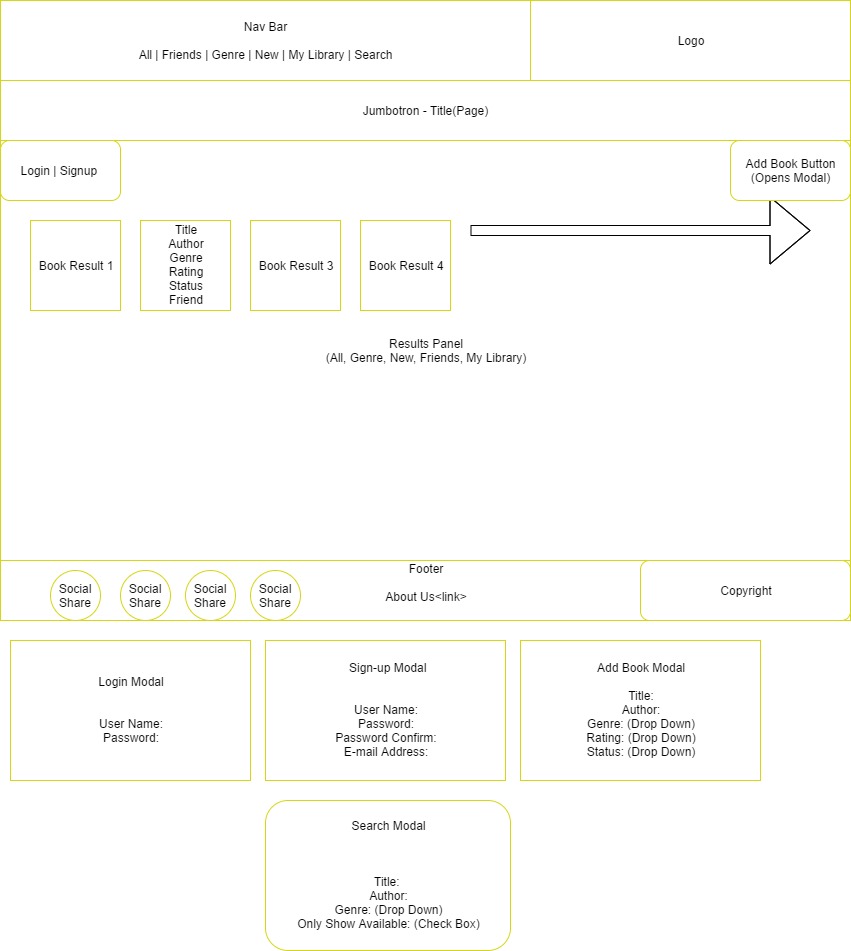 Nav Bar
All | Friends | Genre | New | My Library | Search
Logo
Jumbotron - Title(Page)
Login | Signup
Add Book Button
(Opens Modal)
Book Result 1
Title
Author
Genre
Rating
Status
Friend
Book Result 3
Book Result 4
Results Panel
(All, Genre, New, Friends, My Library)
Footer
Social
Share
Social
Share
Social
Share
Social
Share
About Us<link>
Copyright
Login Modal
User Name:
Password:
Sign-up Modal
User Name:
Password:
Password Confirm:
E-mail Address:
Add Book Modal
Title:
Author:
Genre: (Drop Down)
Rating: (Drop Down)
Status: (Drop Down)
Search Modal
Title:
Author:
Genre: (Drop Down)
Only Show Available: (Check Box)